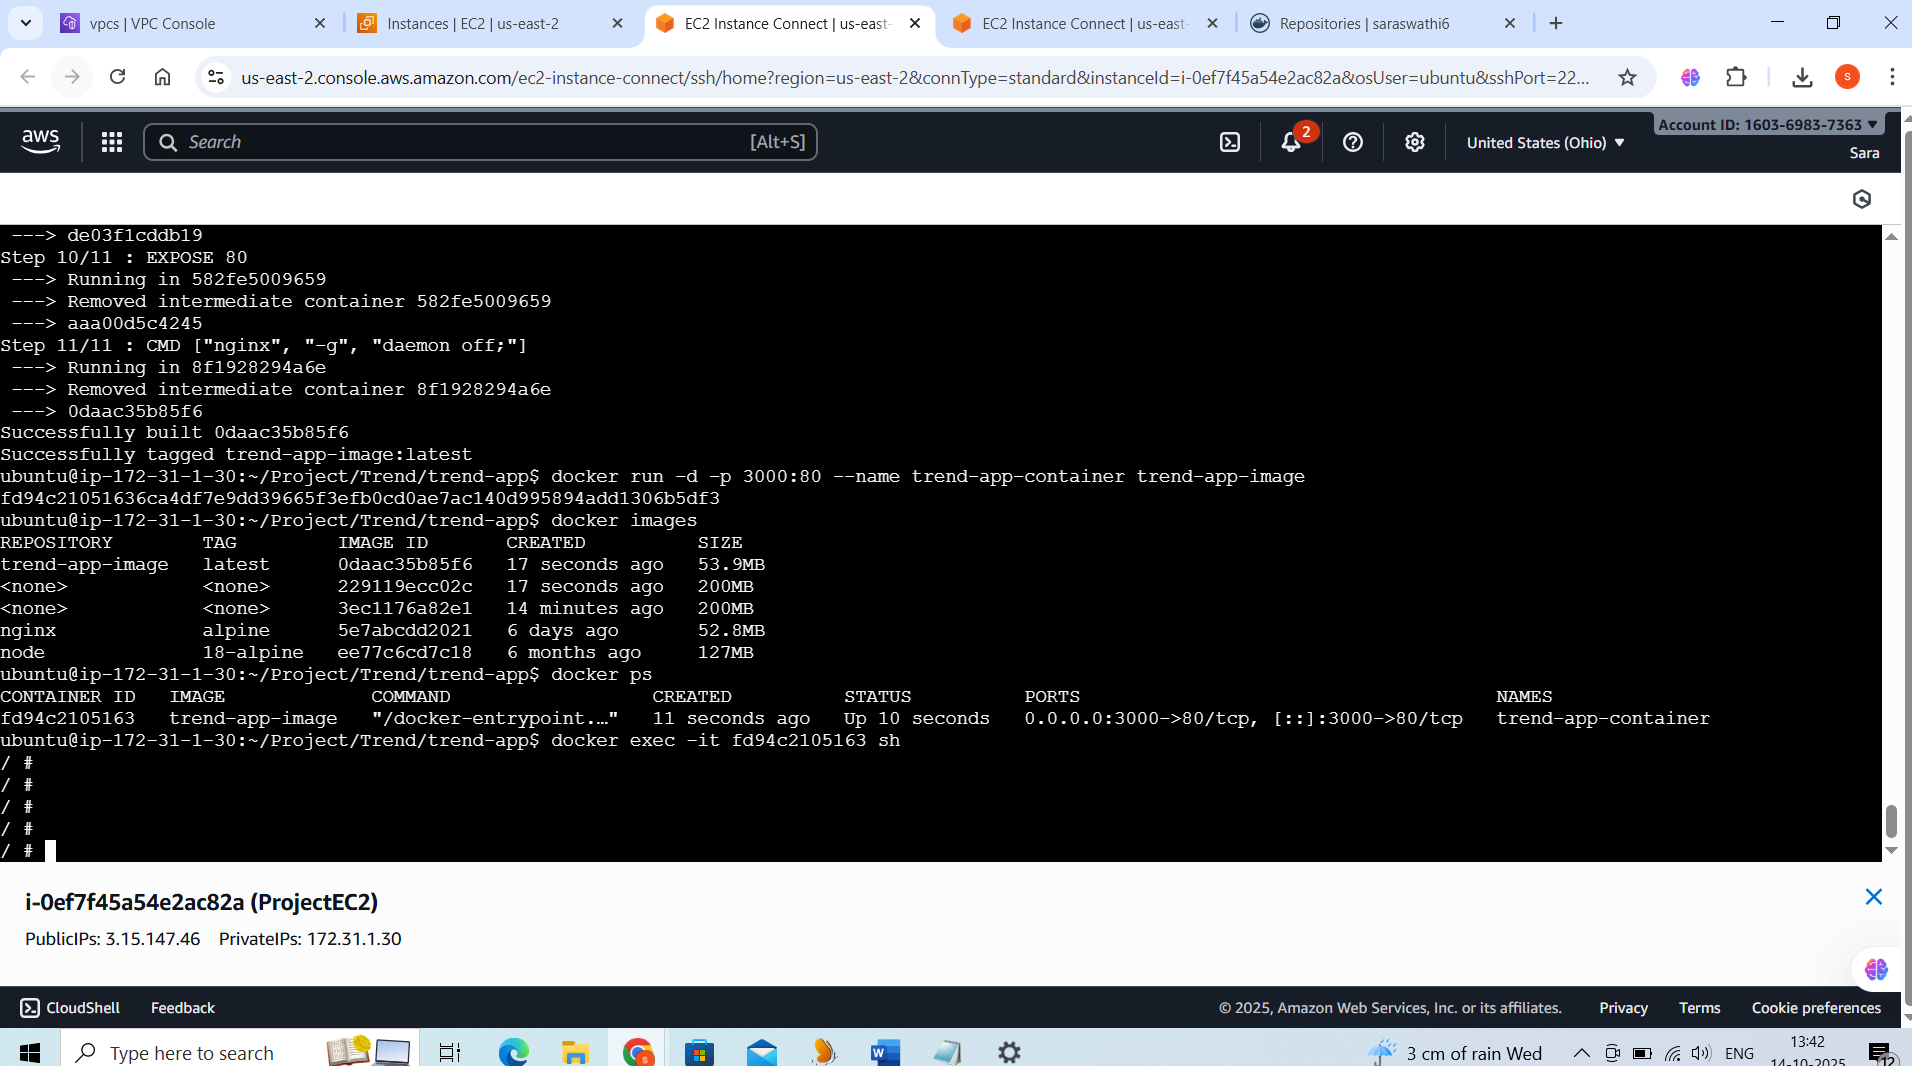 vpcs | VPC Console
Instances | EC2 | us-east-2
EC2 Instance Connect | us-east-
EC2 Instance Connect | us-east-
Repositories | saraswathi6
us-east-2.console.aws.amazon.com/ec2-instance-connect/ssh/home?region=us-east-2&connType=standard&instanceId=i-0ef7f45a54e2ac82a&osUser=ubuntu&sshPort=22...
S
aws
Search
[Alt+S]
2
United States (Ohio)
Account ID: 1603-6983-7363
Sara
---> de03f1cddb19
Step 10/11 : EXPOSE 80
---> Running in 582fe5009659
---> Removed intermediate container 582fe5009659
---> aaa00d5c4245
Step 11/11 : CMD ["nginx", "-g", "daemon off;"]
---> Running in 8f1928294a6e
---> Removed intermediate container 8f1928294a6e
---> 0daac35b85f6
Successfully built 0daac35b85f6
Successfully tagged trend-app-image:latest
ubuntu@ip-172-31-1-30:~/Project/Trend/trend-app$ docker run -d -p 3000:80 --name trend-app-container trend-app-image
fd94c21051636ca4df7e9dd39665f3efb0cd0ae7ac140d995894add1306b5df3
ubuntu@ip-172-31-1-30:~/Project/Trend/trend-app$ docker images
REPOSITORY TAG IMAGE ID CREATED SIZE
trend-app-image latest 0daac35b85f6 17 seconds ago 53.9MB
<none> <none> 229119ecc02c 17 seconds ago 200MB
<none> <none> 3ec1176a82e1 14 minutes ago 200MB
nginx alpine 5e7abcdd2021 6 days ago 52.8MB
node 18-alpine ee77c6cd7c18 6 months ago 127MB
ubuntu@ip-172-31-1-30:~/Project/Trend/trend-app$ docker ps
CONTAINER ID IMAGE COMMAND CREATED STATUS PORTS NAMES
fd94c2105163 trend-app-image "/docker-entrypoint.…" 11 seconds ago Up 10 seconds 0.0.0.0:3000->80/tcp, [::]:3000->80/tcp trend-app-container
ubuntu@ip-172-31-1-30:~/Project/Trend/trend-app$ docker exec -it fd94c2105163 sh
/ #
/ #
/ #
/ #
/ #
i-0ef7f45a54e2ac82a (ProjectEC2)
PublicIPs: 3.15.147.46 PrivateIPs: 172.31.1.30
CloudShell
Feedback
© 2025, Amazon Web Services, Inc. or its affiliates.
Privacy
Terms
Cookie preferences
Type here to search
3 cm of rain Wed
ENG
13:42
14-10-2025
12